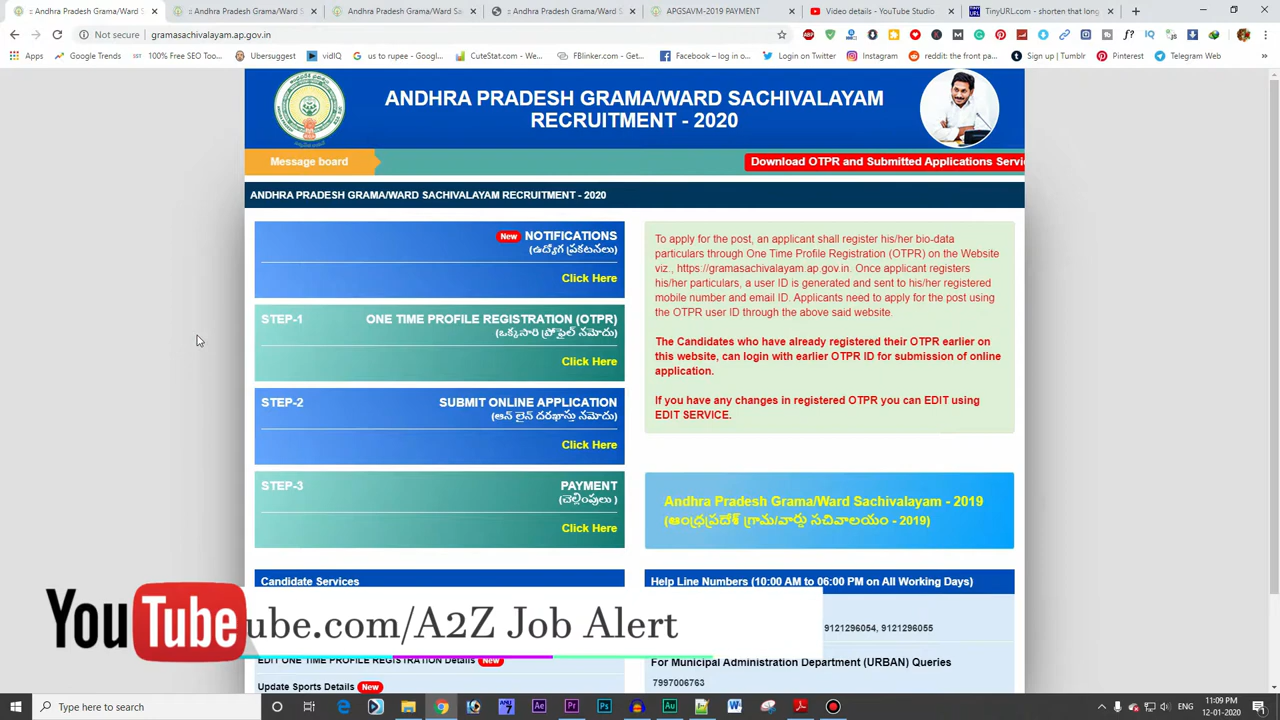 Andhra Pradesh Grama/Ward S
Andhra Pradesh Grama/Ward S
Andhra Pradesh Grama/Ward Sa
Andhra Pradesh Grama/Ward S
APGSAVM-2019 PAYMENT
Video details - YouTube Studio
TinyURL.com - shorten that long
Not secure gramasachivalayam.ap.gov.in
Apps Google Trends 100% Free SEO Too... Ubersuggest vidIQ us to rupee - Googl... CuteStat.com - We... FBlinker.com - Get... Facebook – log in... Login on Twitter Instagram reddit: the front pa... Sign up | Tumblr Pinterest Telegram Web
ANDHRA PRADESH GRAMA/WARD SACHIVALAYAM
RECRUITMENT - 2020
Message board
Download OTPR and Submitted Applications Servi
ANDHRA PRADESH GRAMA/WARD SACHIVALAYAM RECRUITMENT - 2020
New NOTIFICATIONS
(ఉద్యోగ ప్రకటనలు)
Click Here
STEP-1 ONE TIME PROFILE REGISTRATION (OTPR)
(ఒక్కసారి ప్రొఫైల్ నమోదు)
Click Here
STEP-2 SUBMIT ONLINE APPLICATION
(ఆన్ లైన్ దరఖాస్తు నమోదు)
Click Here
STEP-3 PAYMENT
(చెల్లింపులు )
Click Here
To apply for the post, an applicant shall register his/her bio-data
particulars through One Time Profile Registration (OTPR) on the Website
viz., https://gramasachivalayam.ap.gov.in. Once applicant registers
his/her particulars, a user ID is generated and sent to his/her registered
mobile number and email ID. Applicants need to apply for the post using
the OTPR user ID through the above said website.
The Candidates who have already registered their OTPR earlier on
this website, can login with earlier OTPR ID for submission of online
application.
If you have any changes in registered OTPR you can EDIT using
EDIT SERVICE.
Andhra Pradesh Grama/Ward Sachivalayam - 2019
(ఆంధ్రప్రదేశ్ గ్రామ/వార్డు సచివాలయం - 2019)
Candidate Services
EDIT ONE TIME PROFILE REGISTRATION Details New
Update Sports Details New
Help Line Numbers (10:00 AM to 06:00 PM on All Working Days)
9121296054, 9121296055
For Municipal Administration Department (URBAN) Queries
7997006763
YouTube
ube.com/A2Z Job Alert
Type here to search
11:09 PM
12-01-2020